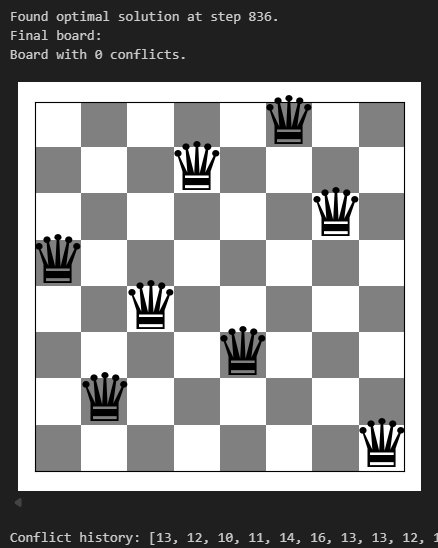 Found optimal solution at step 836.
Final board:
Board with 0 conflicts.
Conflict history: [13, 12, 10, 11, 14, 16, 13, 13, 12, 1